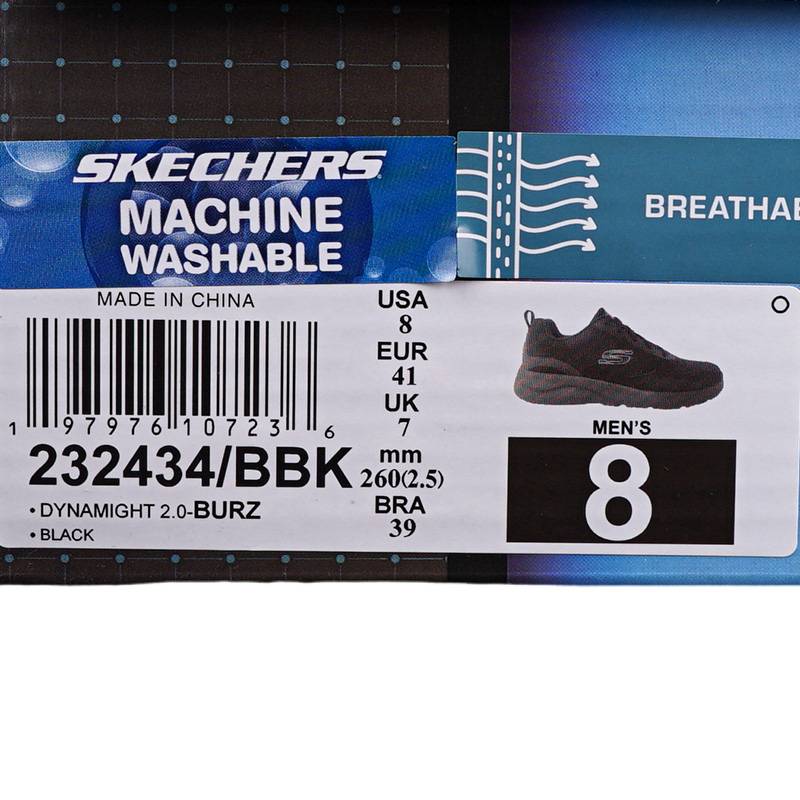 SKECHERS
MACHINE
WASHABLE
BREATHAB
MADE IN CHINA
1 97976 10723 6
232434/BBK
• DYNAMIGHT 2.0-BURZ
• BLACK
USA
8
EUR
41
UK
7
mm
260(2.5)
BRA
39
MEN'S
8